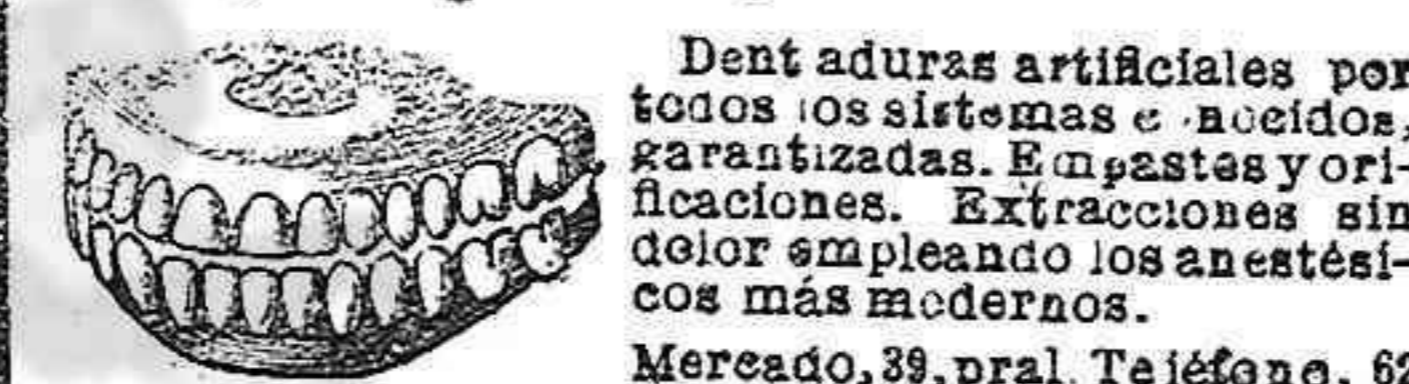 Dentaduras artificiales por
todos los sistemas conocidos,
garantizadas. Empastes y ori-
ficaciones. Extracciones sin
dolor empleando los anestési-
cos más modernos.
Mercado, 39, pral. Teléfono, 62